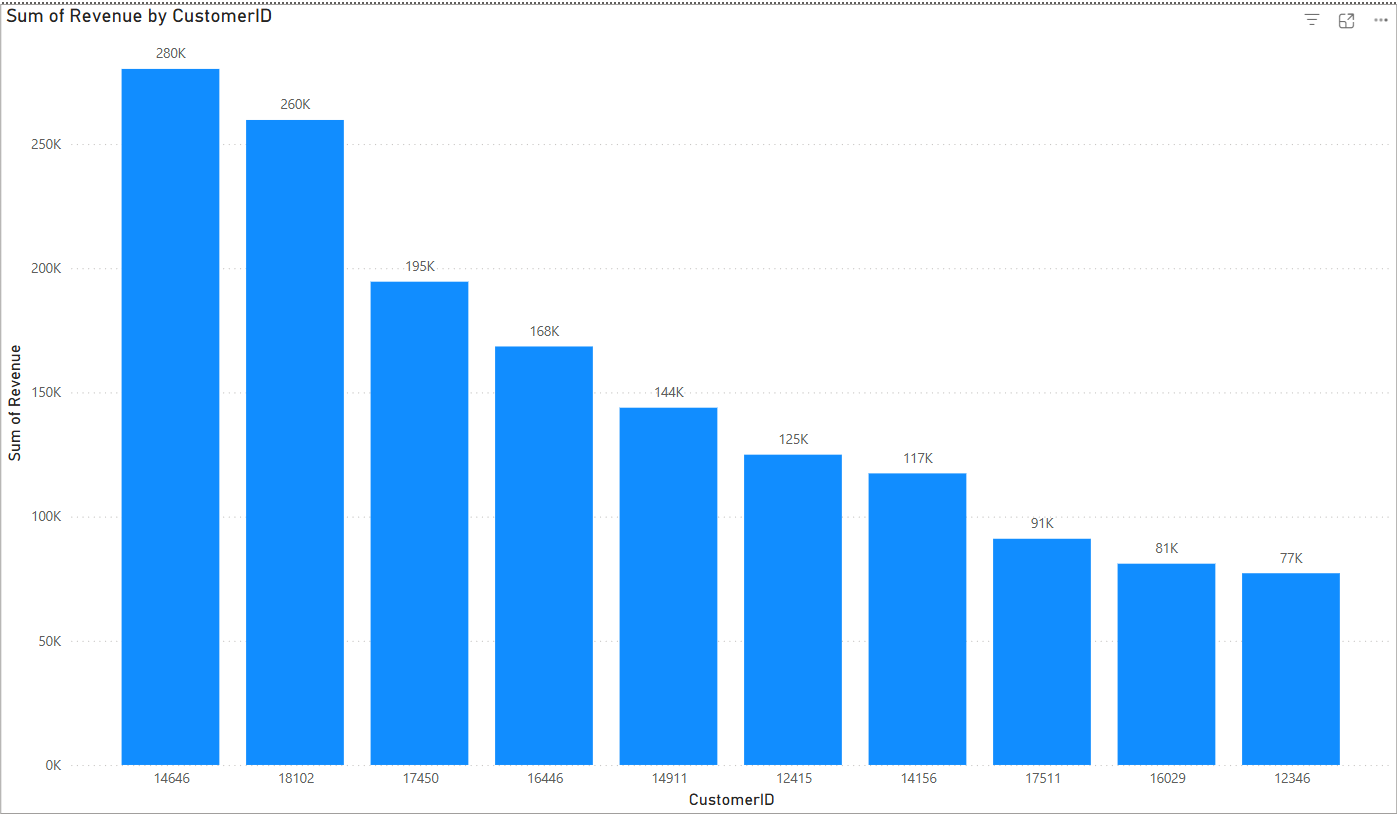 Sum of Revenue by CustomerID
280K
260K
250K
200K
195K
168K
150K
144K
125K
117K
100K
91K
81K
77K
50K
0K
Sum of Revenue
14646 18102 17450 16446 14911 12415 14156 17511 16029 12346
CustomerID